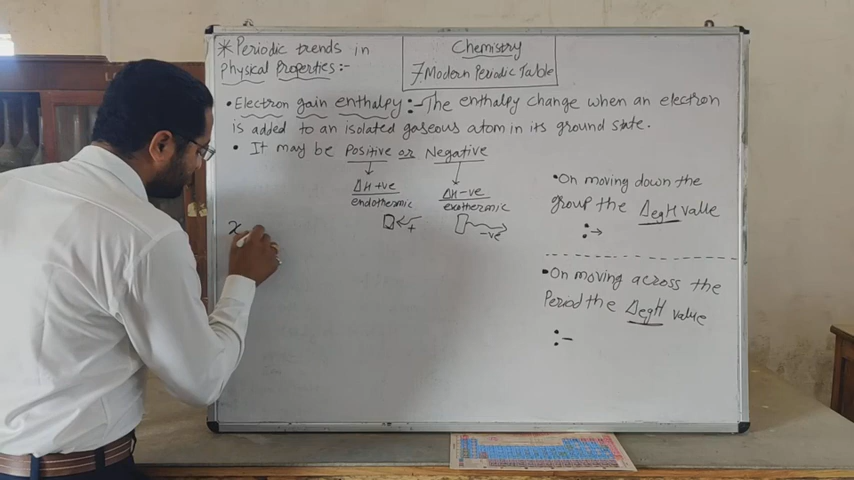 *Periodic trends in
Physical Properties:-
Chemistry
7 Modern Periodic Table
• Electron gain enthalpy :- The enthalpy change when an electron
is added to an isolated gaseous atom in its ground state.
• It may be Positive or Negative
ΔH +ve
endothermic
+
ΔH -ve
exothermic
-ve
x
• On moving down the
group the ΔegH value
:→
• On moving across the
Period the ΔegH value
:-